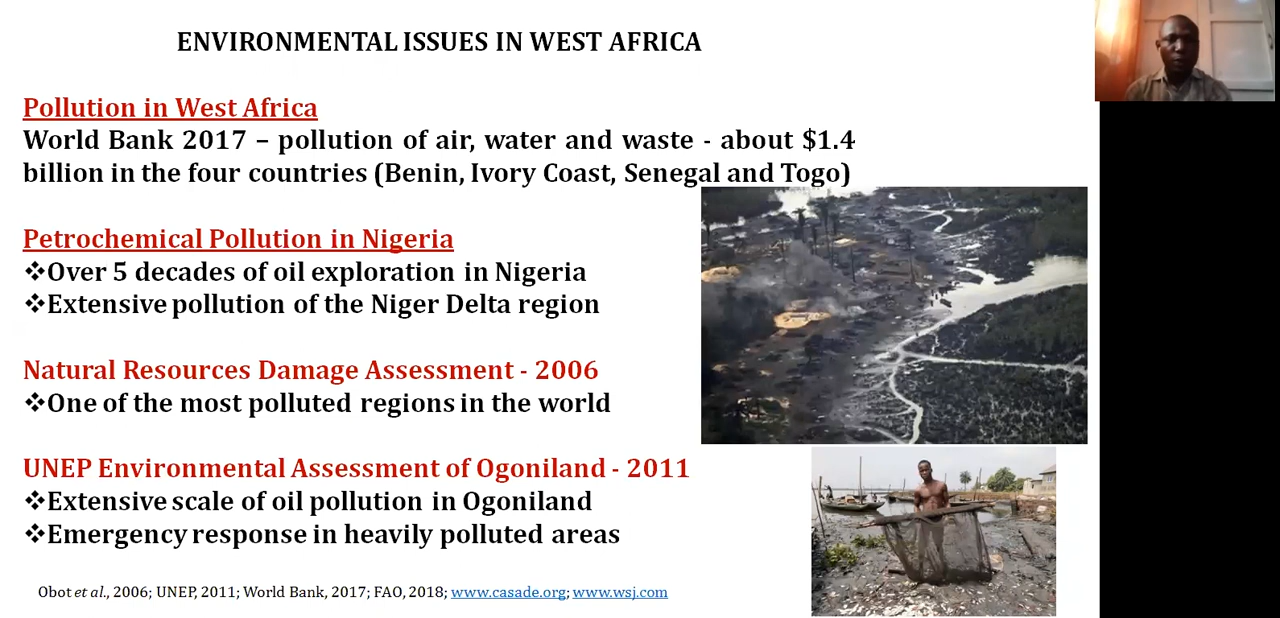 ENVIRONMENTAL ISSUES IN WEST AFRICA
Pollution in West Africa
World Bank 2017 – pollution of air, water and waste - about $1.4
billion in the four countries (Benin, Ivory Coast, Senegal and Togo)
Petrochemical Pollution in Nigeria
❖Over 5 decades of oil exploration in Nigeria
❖Extensive pollution of the Niger Delta region
Natural Resources Damage Assessment - 2006
❖One of the most polluted regions in the world
UNEP Environmental Assessment of Ogoniland - 2011
❖Extensive scale of oil pollution in Ogoniland
❖Emergency response in heavily polluted areas
Obot et al., 2006; UNEP, 2011; World Bank, 2017; FAO, 2018; www.casade.org; www.wsj.com